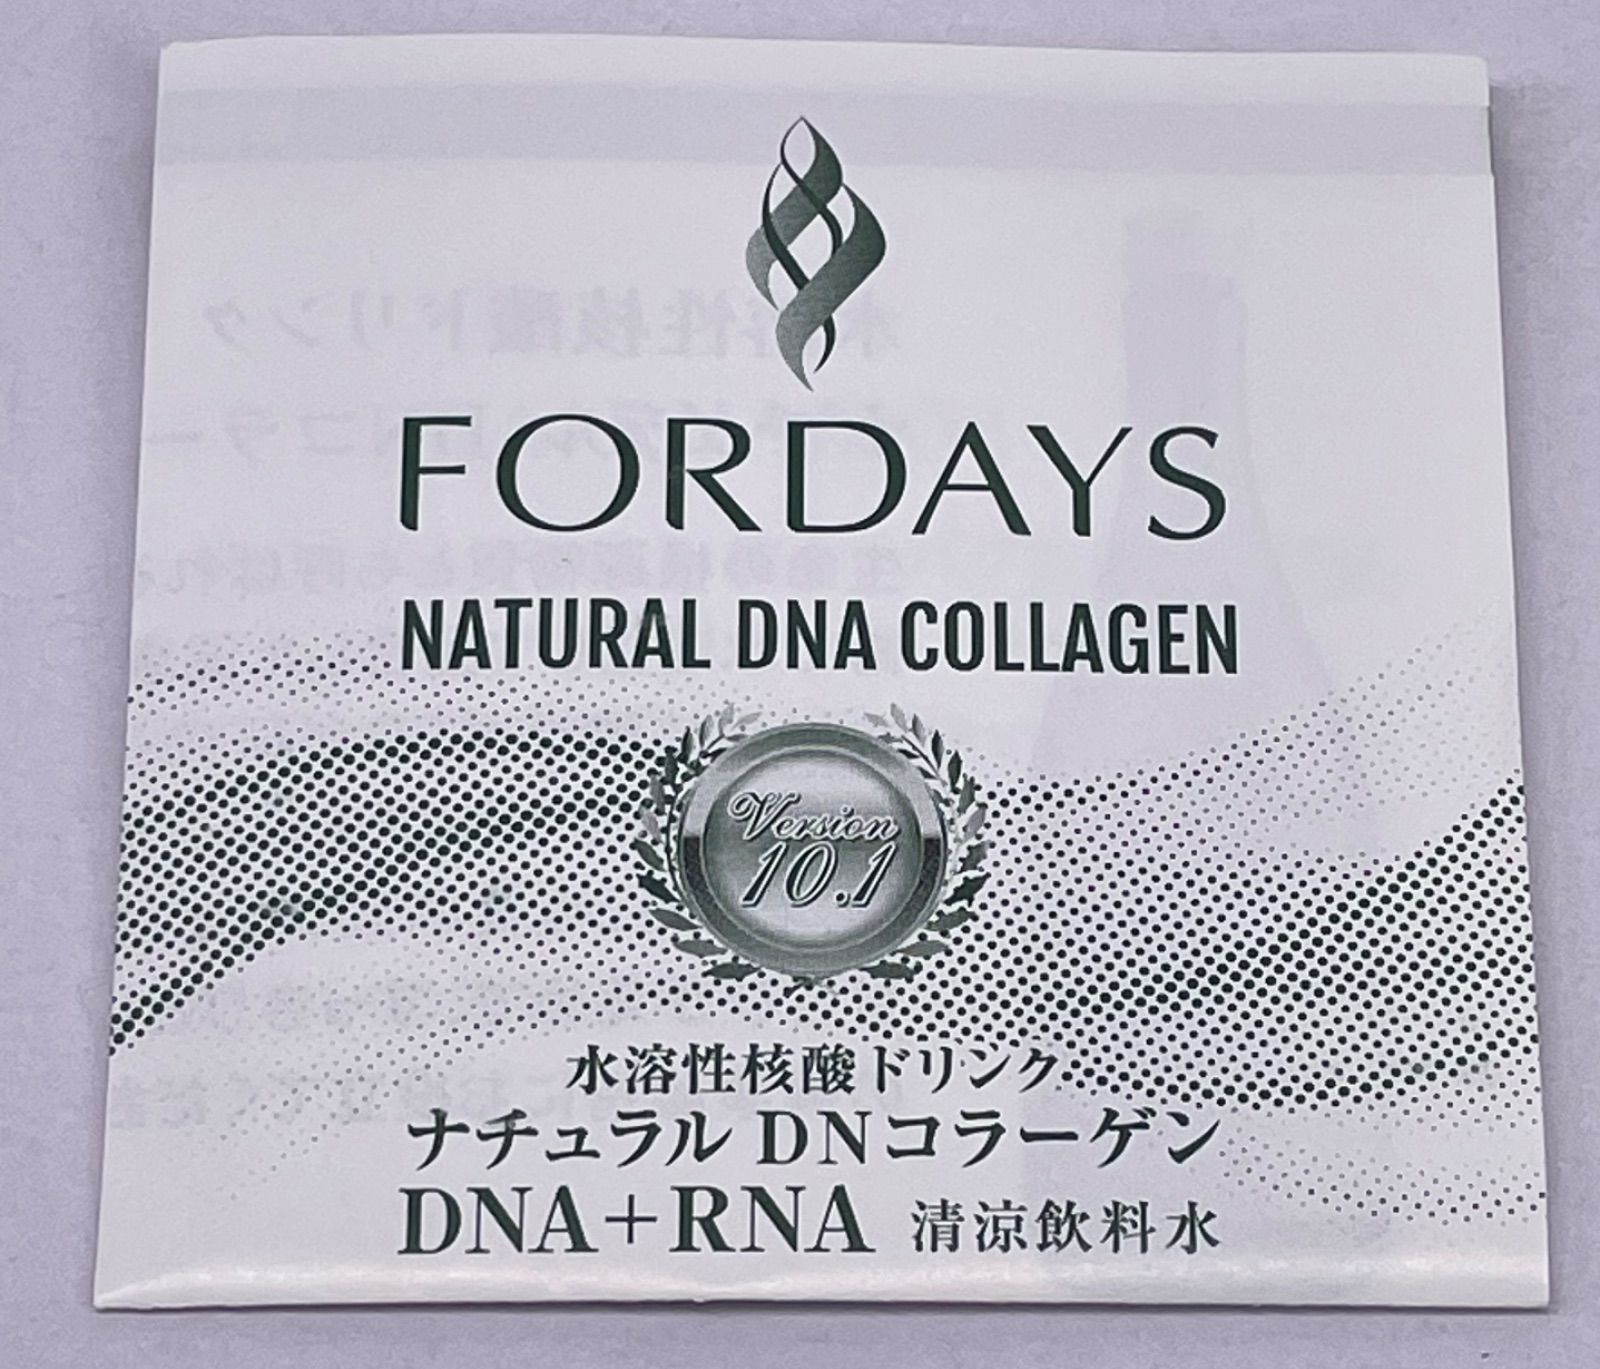 FORDAYS
NATURAL DNA COLLAGEN
Version
10.1
水溶性核酸ドリンク
ナチュラル DNコラーゲン
DNA+RNA 清涼飲料水